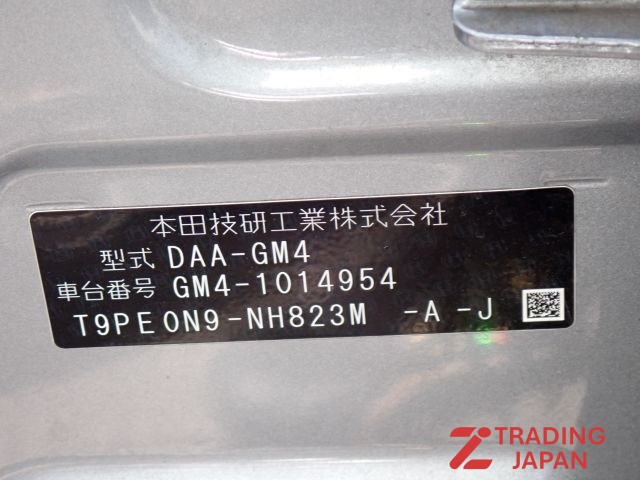 本田技研工業株式会社
型式 DAA-GM4
車台番号 GM4-1014954
T9PE0N9-NH823M -A -J
TRADING
JAPAN